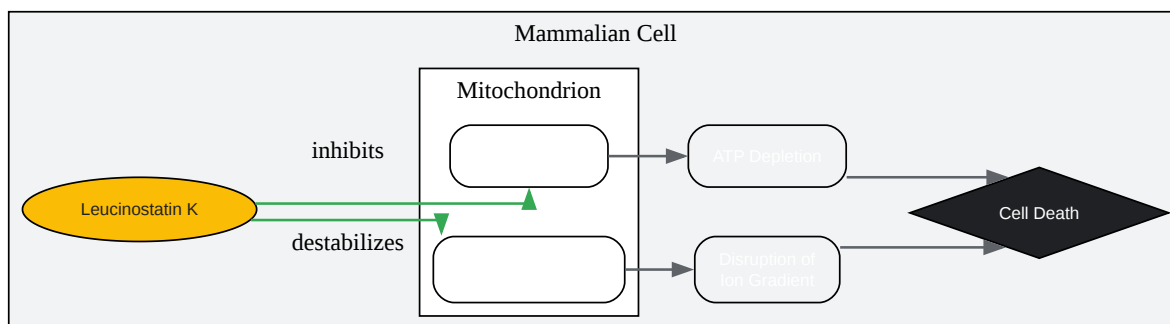 Mammalian Cell
Mitochondrion
inhibits
ATP Depletion
Leucinostatin K
Cell Death
destabilizes
Disruption of
Ion Gradient